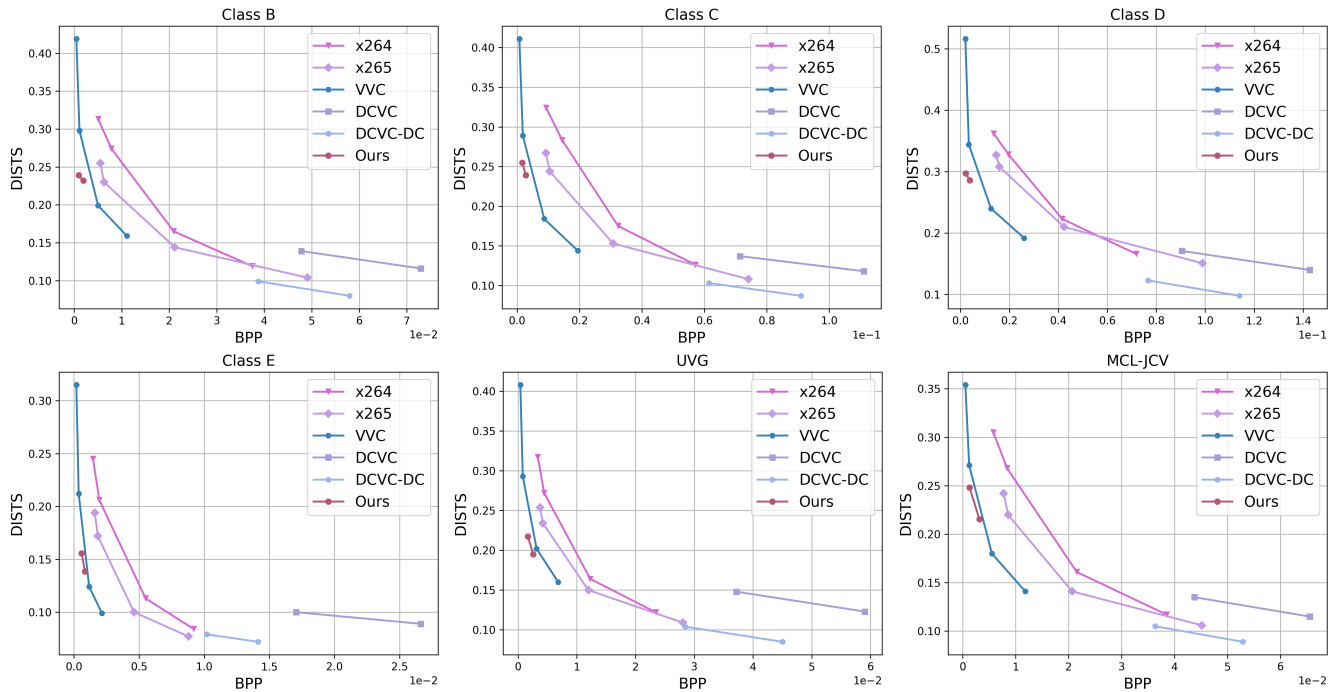 Class B
DISTS
0.40
0.35
0.30
0.25
0.20
0.15
0.10
x264
x265
VVC
DCVC
DCVC-DC
Ours
0 1 2 3 4 5 6 7
1e−2
BPP
Class C
DISTS
0.40
0.35
0.30
0.25
0.20
0.15
0.10
x264
x265
VVC
DCVC
DCVC-DC
Ours
0.0 0.2 0.4 0.6 0.8 1.0
1e−1
BPP
Class D
DISTS
0.5
0.4
0.3
0.2
0.1
x264
x265
VVC
DCVC
DCVC-DC
Ours
0.0 0.2 0.4 0.6 0.8 1.0 1.2 1.4
1e−1
BPP
Class E
DISTS
0.30
0.25
0.20
0.15
0.10
x264
x265
VVC
DCVC
DCVC-DC
Ours
0.0 0.5 1.0 1.5 2.0 2.5
1e−2
BPP
UVG
DISTS
0.40
0.35
0.30
0.25
0.20
0.15
0.10
x264
x265
VVC
DCVC
DCVC-DC
Ours
0 1 2 3 4 5 6
1e−2
BPP
MCL-JCV
DISTS
0.35
0.30
0.25
0.20
0.15
0.10
x264
x265
VVC
DCVC
DCVC-DC
Ours
0 1 2 3 4 5 6
1e−2
BPP